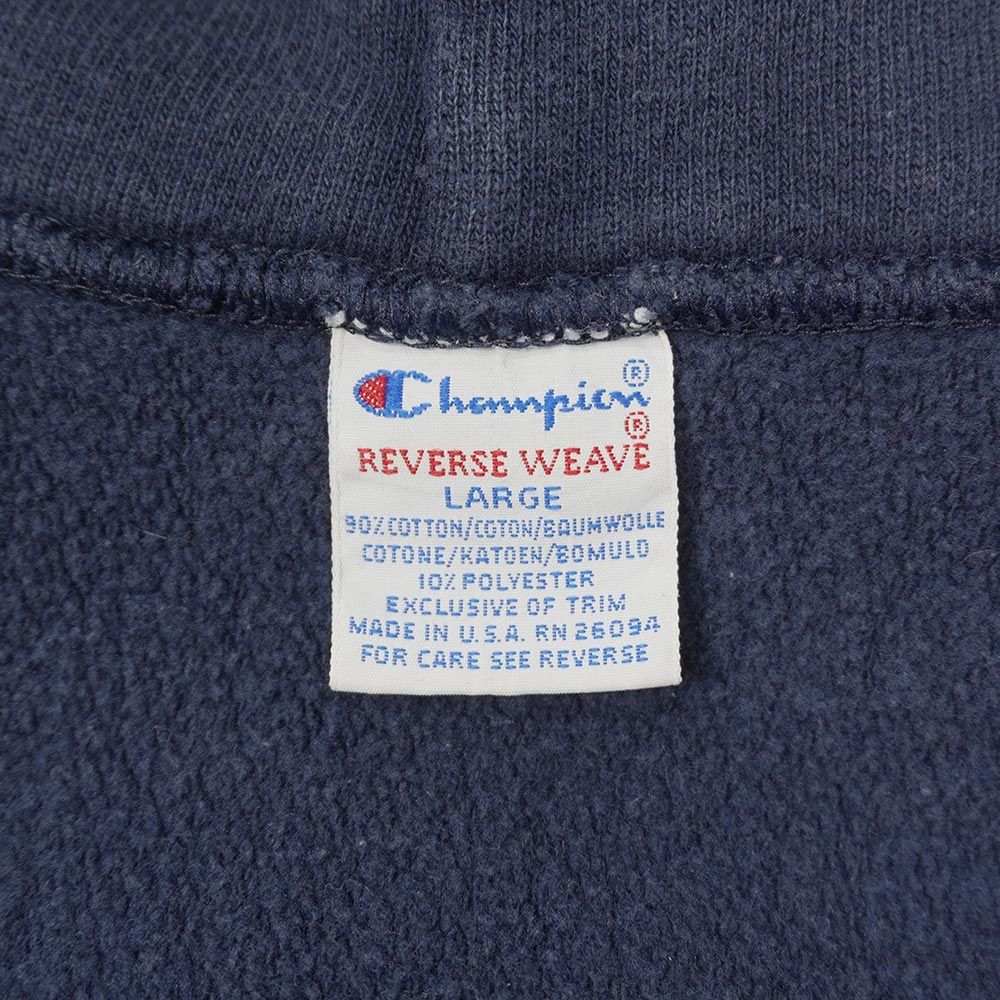 Champion®
REVERSE WEAVE®
LARGE
90% COTTON/COTON/BAUMWOLLE
COTONE/KATOEN/BOMULD
10% POLYESTER
EXCLUSIVE OF TRIM
MADE IN U.S.A. RN 26094
FOR CARE SEE REVERSE